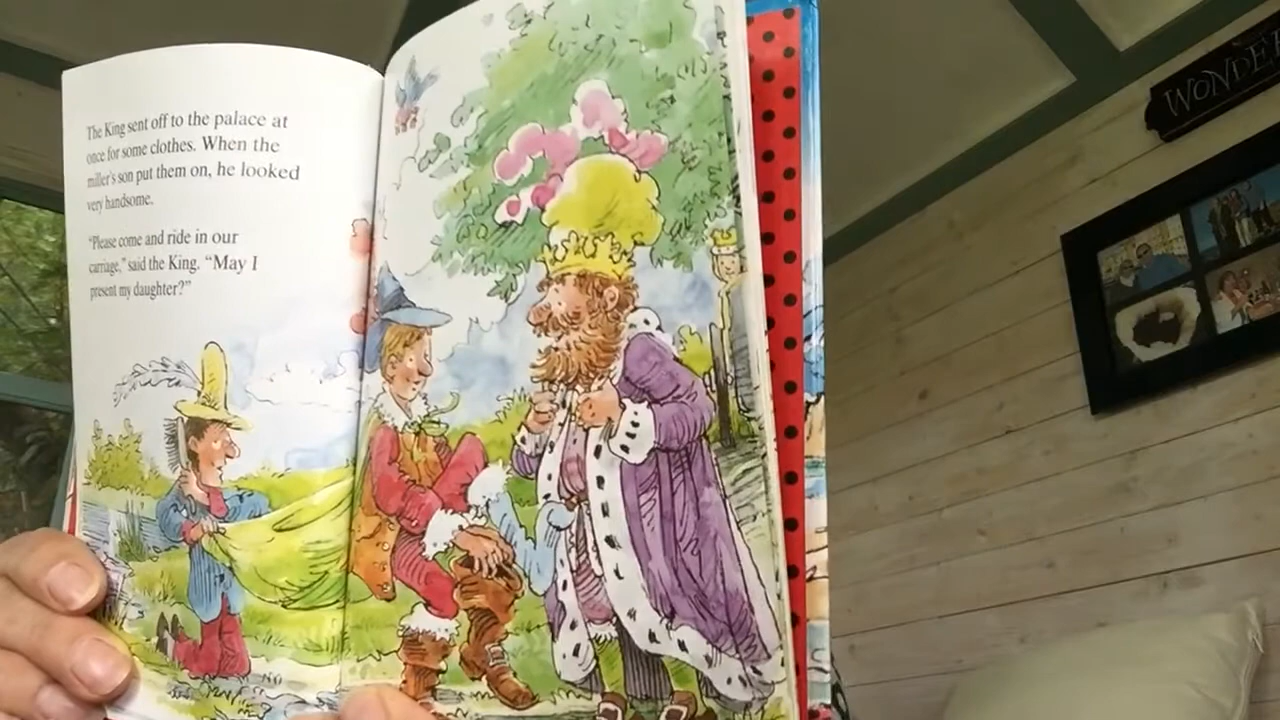 The King sent off to the palace at
once for some clothes. When the
miller's son put them on, he looked
very handsome.
"Please come and ride in our
carriage," said the King. "May I
present my daughter?"
WONDE